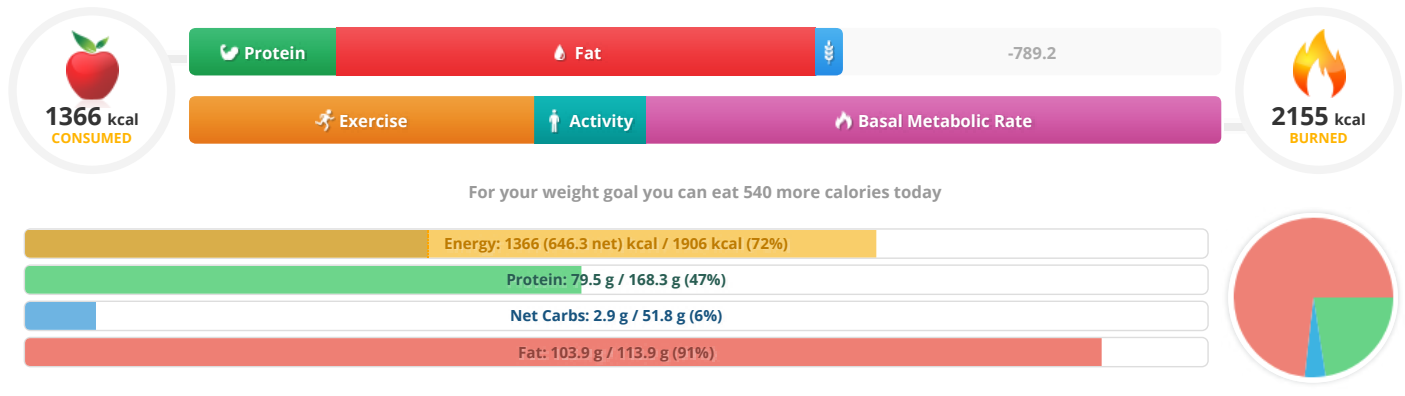 1366 kcal
CONSUMED
Protein
Fat
-789.2
Exercise
Activity
Basal Metabolic Rate
2155 kcal
BURNED
For your weight goal you can eat 540 more calories today
Energy: 1366 (646.3 net) kcal / 1906 kcal (72%)
Protein: 79.5 g / 168.3 g (47%)
Net Carbs: 2.9 g / 51.8 g (6%)
Fat: 103.9 g / 113.9 g (91%)